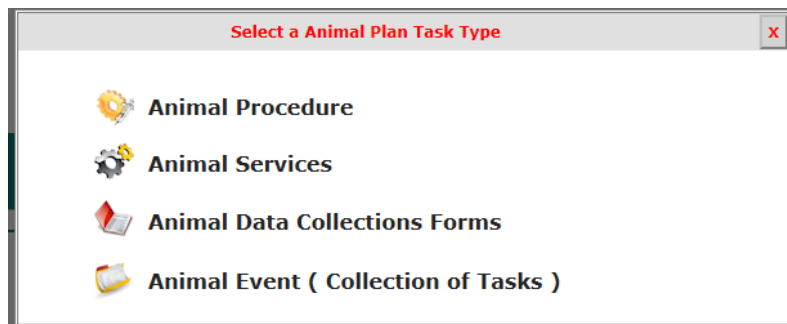 Select a Animal Plan Task Type
X
Animal Procedure
Animal Services
Animal Data Collections Forms
Animal Event ( Collection of Tasks )